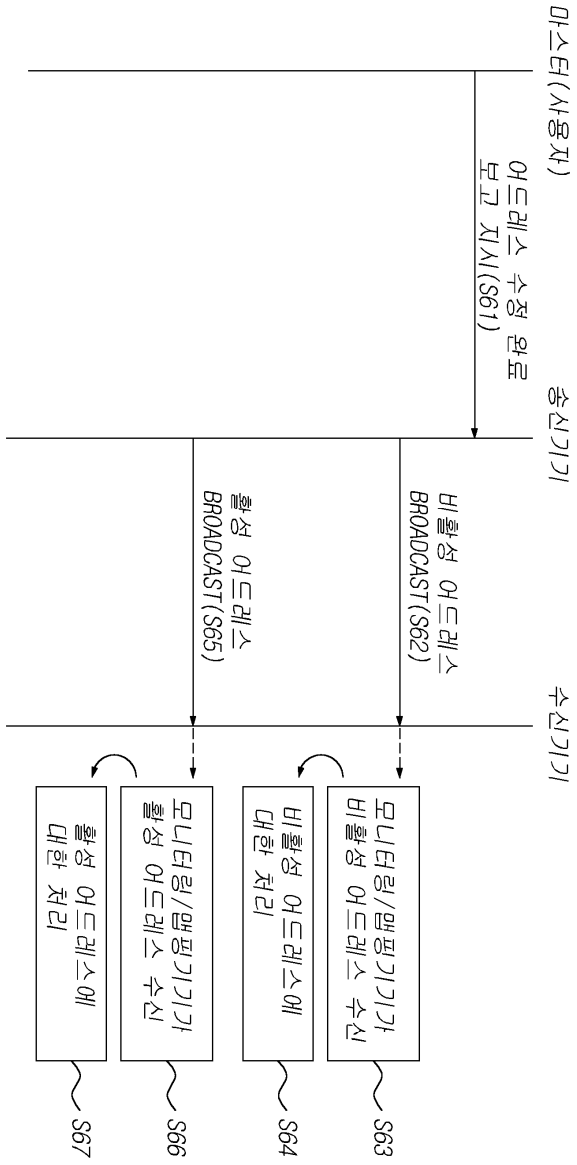 마스터(사용자)
송신기기
수신기기
어드레스 수정 완료
보고 지시(S61)
비활성 어드레스
BROADCAST(S62)
모니터링/맵핑기기가
비활성 어드레스 수신
S63
비활성 어드레스에
대한 처리
S64
활성 어드레스
BROADCAST(S65)
모니터링/맵핑기기가
활성 어드레스 수신
S66
활성 어드레스에
대한 처리
S67